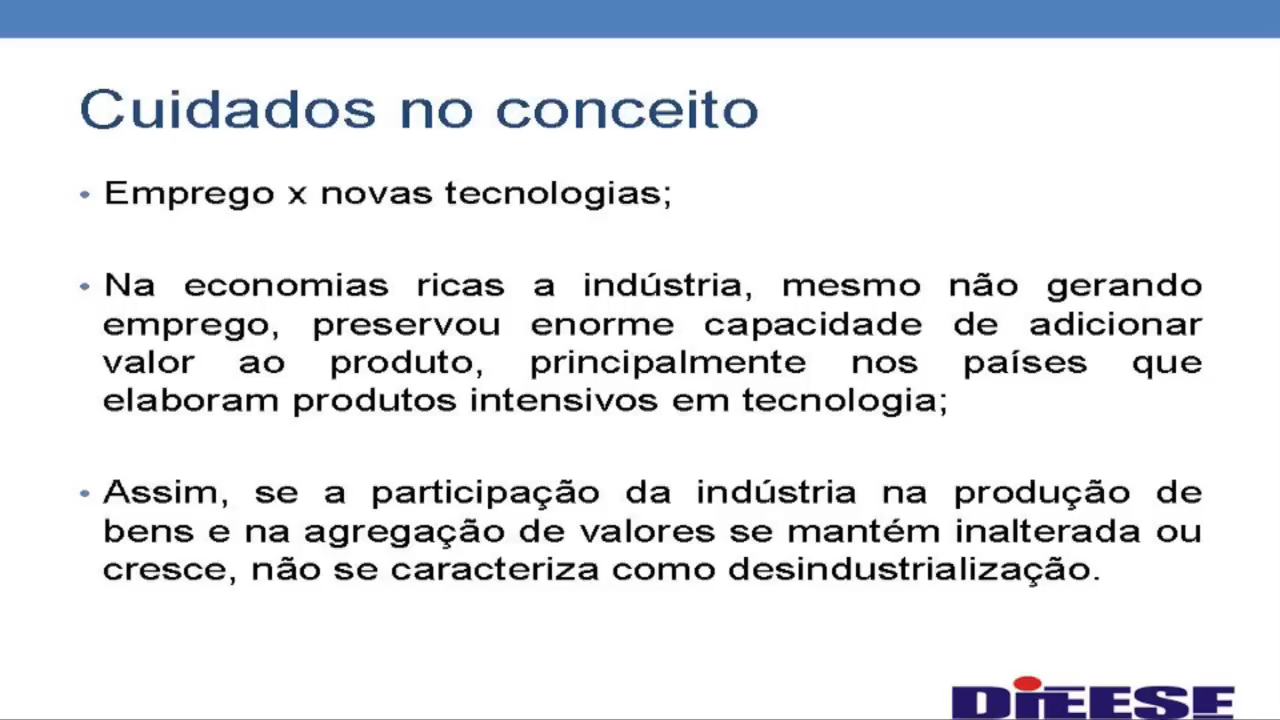 Cuidados no conceito
• Emprego x novas tecnologias;
• Na economias ricas a indústria, mesmo não gerando
emprego, preservou enorme capacidade de adicionar
valor ao produto, principalmente nos países que
elaboram produtos intensivos em tecnologia;
• Assim, se a participação da indústria na produção de
bens e na agregação de valores se mantém inalterada ou
cresce, não se caracteriza como desindustrialização.
DIEESE